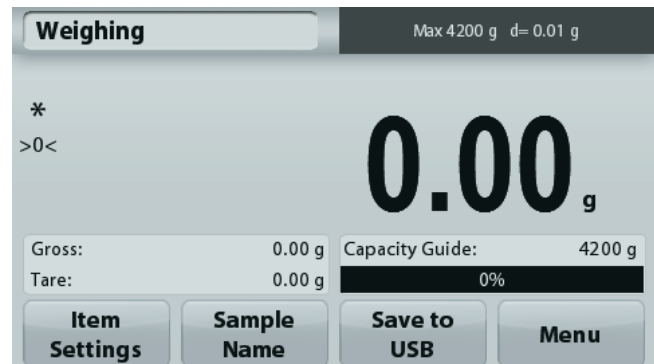 Weighing
Max 4200 g d= 0.01 g
*
>0<
0.00 g
Gross: 0.00 g
Tare: 0.00 g
Capacity Guide: 4200 g
0%
Item
Settings
Sample
Name
Save to
USB
Menu